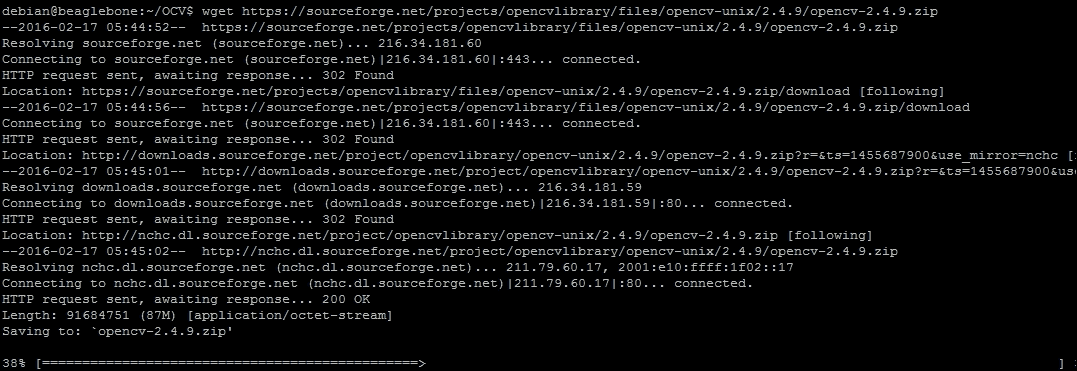 debian@beaglebone:~/OCV$ wget https://sourceforge.net/projects/opencvlibrary/files/opencv-unix/2.4.9/opencv-2.4.9.zip
--2016-02-17 05:44:52--  https://sourceforge.net/projects/opencvlibrary/files/opencv-unix/2.4.9/opencv-2.4.9.zip
Resolving sourceforge.net (sourceforge.net)... 216.34.181.60
Connecting to sourceforge.net (sourceforge.net)|216.34.181.60|:443... connected.
HTTP request sent, awaiting response... 302 Found
Location: https://sourceforge.net/projects/opencvlibrary/files/opencv-unix/2.4.9/opencv-2.4.9.zip/download [following]
--2016-02-17 05:44:56--  https://sourceforge.net/projects/opencvlibrary/files/opencv-unix/2.4.9/opencv-2.4.9.zip/download
Connecting to sourceforge.net (sourceforge.net)|216.34.181.60|:443... connected.
HTTP request sent, awaiting response... 302 Found
Location: http://downloads.sourceforge.net/project/opencvlibrary/opencv-unix/2.4.9/opencv-2.4.9.zip?r=&ts=1455687900&use_mirror=nchc [
--2016-02-17 05:45:01--  http://downloads.sourceforge.net/project/opencvlibrary/opencv-unix/2.4.9/opencv-2.4.9.zip?r=&ts=1455687900&us
Resolving downloads.sourceforge.net (downloads.sourceforge.net)... 216.34.181.59
Connecting to downloads.sourceforge.net (downloads.sourceforge.net)|216.34.181.59|:80... connected.
HTTP request sent, awaiting response... 302 Found
Location: http://nchc.dl.sourceforge.net/project/opencvlibrary/opencv-unix/2.4.9/opencv-2.4.9.zip [following]
--2016-02-17 05:45:02--  http://nchc.dl.sourceforge.net/project/opencvlibrary/opencv-unix/2.4.9/opencv-2.4.9.zip
Resolving nchc.dl.sourceforge.net (nchc.dl.sourceforge.net)... 211.79.60.17, 2001:e10:ffff:1f02::17
Connecting to nchc.dl.sourceforge.net (nchc.dl.sourceforge.net)|211.79.60.17|:80... connected.
HTTP request sent, awaiting response... 200 OK
Length: 91684751 (87M) [application/octet-stream]
Saving to: `opencv-2.4.9.zip'
38% [===============================================>                                                                               ]